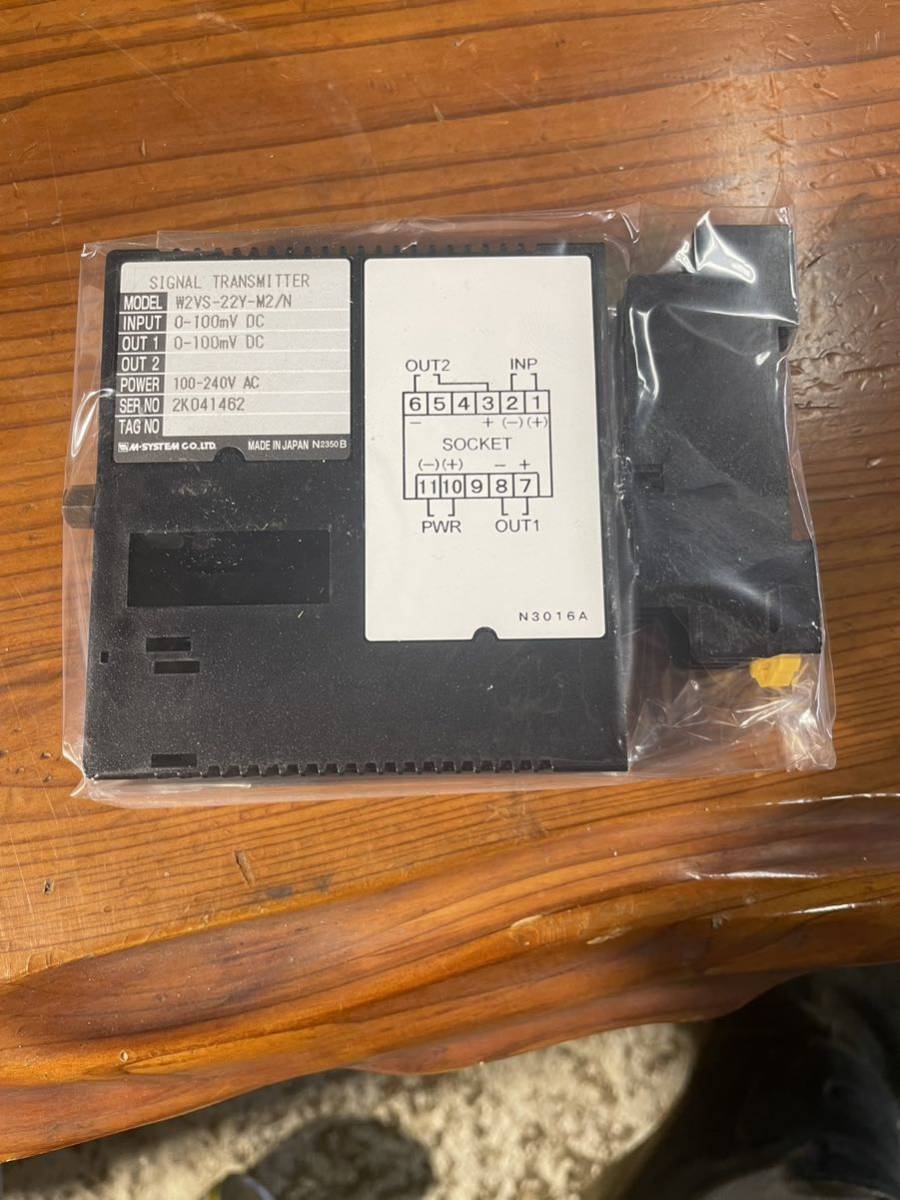 SIGNAL TRANSMITTER
MODEL W2VS-22Y-M2/N
INPUT 0-100mV DC
OUT 1 0-100mV DC
OUT 2
POWER 100-240V AC
SER NO 2K041462
TAG NO
M-SYSTEM CO.,LTD. MADE IN JAPAN N2350 B
OUT2 INP
6 5 4 3 2 1
− + (−) (+)
SOCKET
(−) (+) − +
11 10 9 8 7
PWR OUT1
N3016A